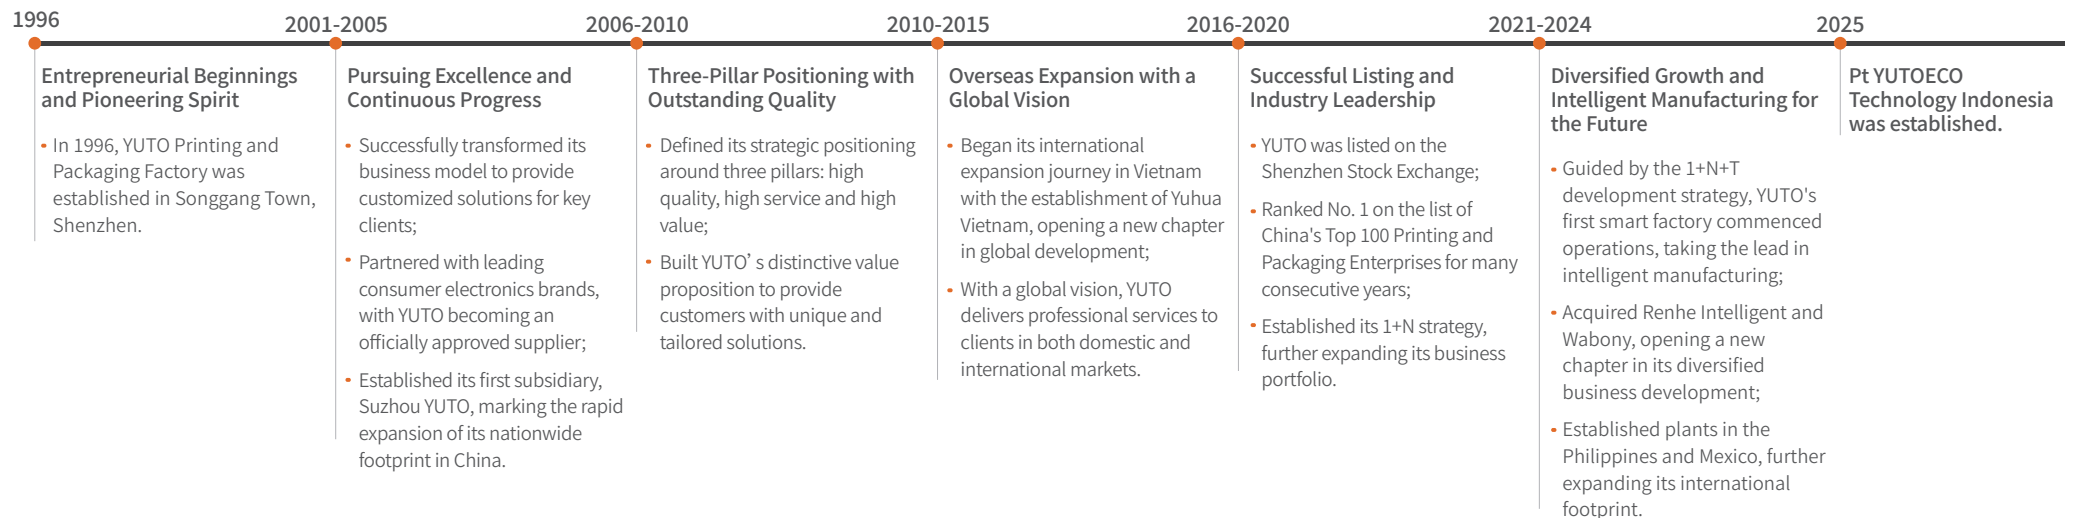 1996
Entrepreneurial Beginnings
and Pioneering Spirit
• In 1996, YUTO Printing and
Packaging Factory was
established in Songgang Town,
Shenzhen.
2001-2005
Pursuing Excellence and
Continuous Progress
• Successfully transformed its
business model to provide
customized solutions for key
clients;
• Partnered with leading
consumer electronics brands,
with YUTO becoming an
officially approved supplier;
• Established its first subsidiary,
Suzhou YUTO, marking the rapid
expansion of its nationwide
footprint in China.
2006-2010
Three-Pillar Positioning with
Outstanding Quality
• Defined its strategic positioning
around three pillars: high
quality, high service and high
value;
• Built YUTO’ s distinctive value
proposition to provide
customers with unique and
tailored solutions.
2010-2015
Overseas Expansion with a
Global Vision
• Began its international
expansion journey in Vietnam
with the establishment of Yuhua
Vietnam, opening a new chapter
in global development;
• With a global vision, YUTO
delivers professional services to
clients in both domestic and
international markets.
2016-2020
Successful Listing and
Industry Leadership
• YUTO was listed on the
Shenzhen Stock Exchange;
• Ranked No. 1 on the list of
China's Top 100 Printing and
Packaging Enterprises for many
consecutive years;
• Established its 1+N strategy,
further expanding its business
portfolio.
2021-2024
Diversified Growth and
Intelligent Manufacturing for
the Future
• Guided by the 1+N+T
development strategy, YUTO's
first smart factory commenced
operations, taking the lead in
intelligent manufacturing;
• Acquired Renhe Intelligent and
Wabony, opening a new
chapter in its diversified
business development;
• Established plants in the
Philippines and Mexico, further
expanding its international
footprint.
2025
Pt YUTOECO
Technology Indonesia
was established.